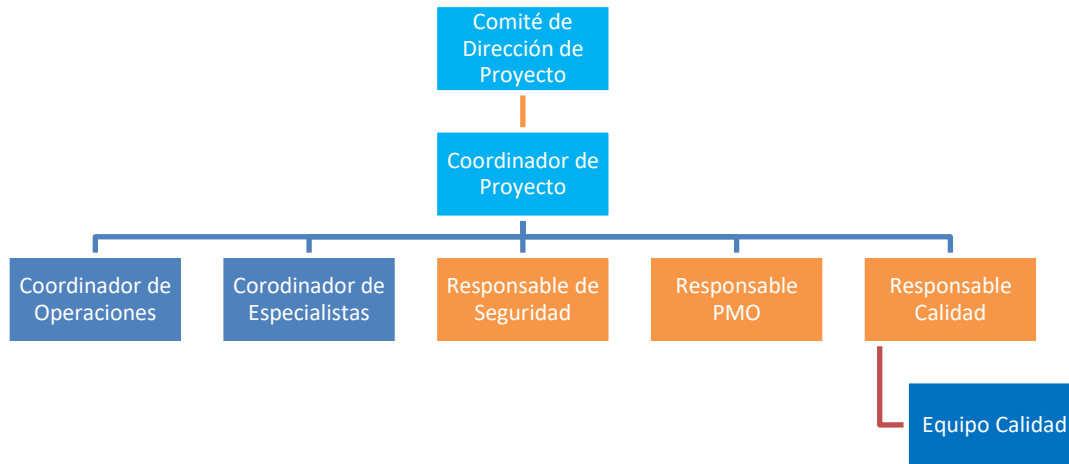 Comité de
Dirección de
Proyecto
Coordinador de
Proyecto
Coordinador de
Operaciones
Corodinador de
Especialistas
Responsable de
Seguridad
Responsable
PMO
Responsable
Calidad
Equipo Calidad